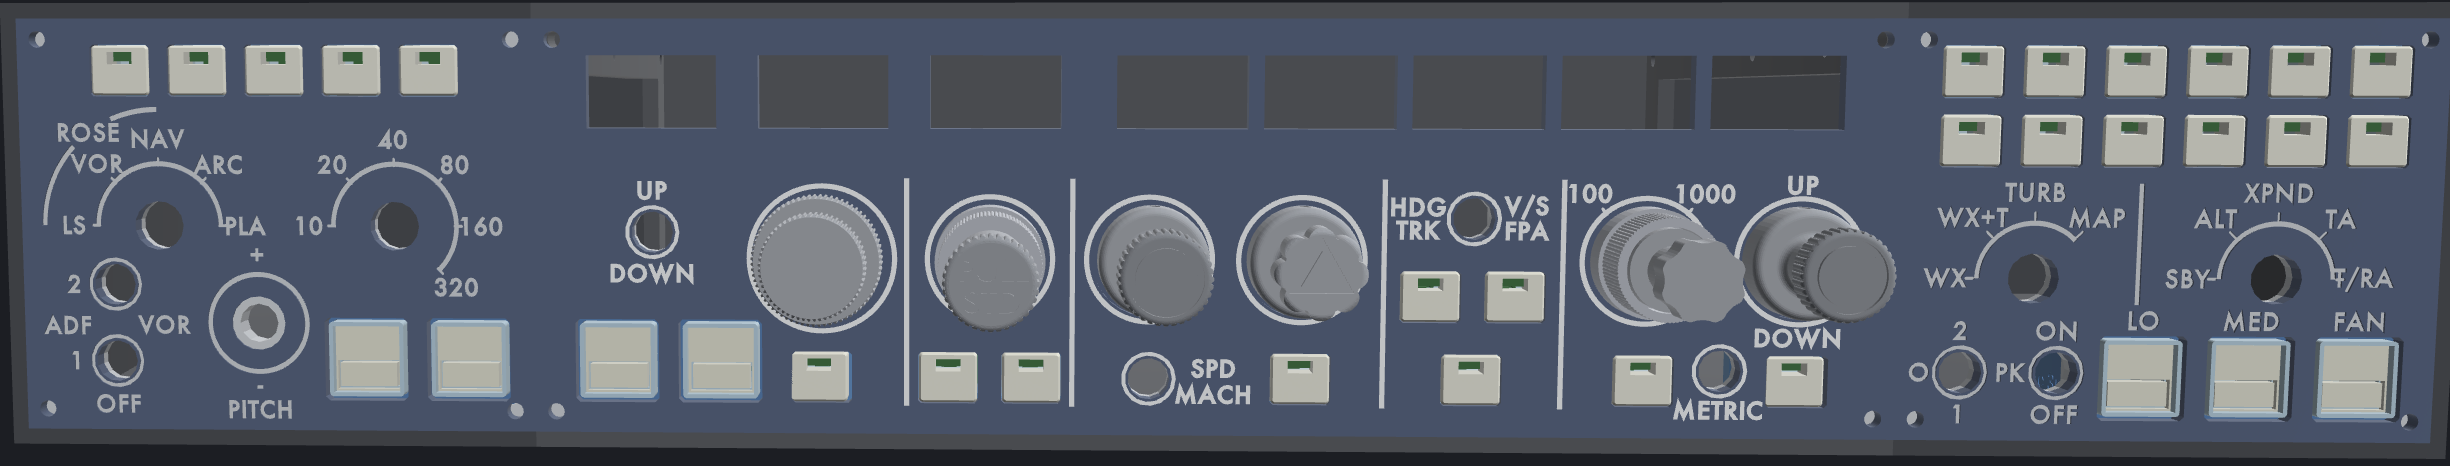 ROSE
NAV
VOR
ARC
LS
PLA
10
20
40
80
160
320
+
-
PITCH
2
ADF
VOR
1
OFF
UP
DOWN
SPD
MACH
HDG
TRK
V/S
FPA
100
1000
UP
DOWN
METRIC
WX
WX+T
TURB
MAP
SBY
ALT
XPND
TA
T/RA
2
O
1
PK
ON
OFF
LO
MED
FAN